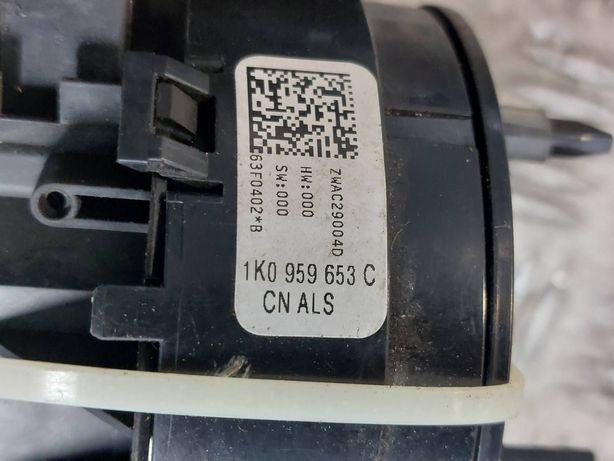 ZWAC29004D
HW:000
SW:000
63F0402*B
1K0 959 653 C
CN ALS